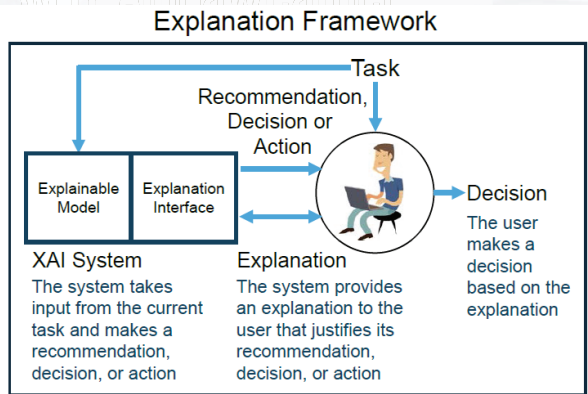 Explanation Framework
Task
Recommendation,
Decision or
Action
Explainable
Model
Explanation
Interface
Decision
The user
makes a
decision
based on the
explanation
XAI System
The system takes
input from the current
task and makes a
recommendation,
decision, or action
Explanation
The system provides
an explanation to the
user that justifies its
recommendation,
decision, or action